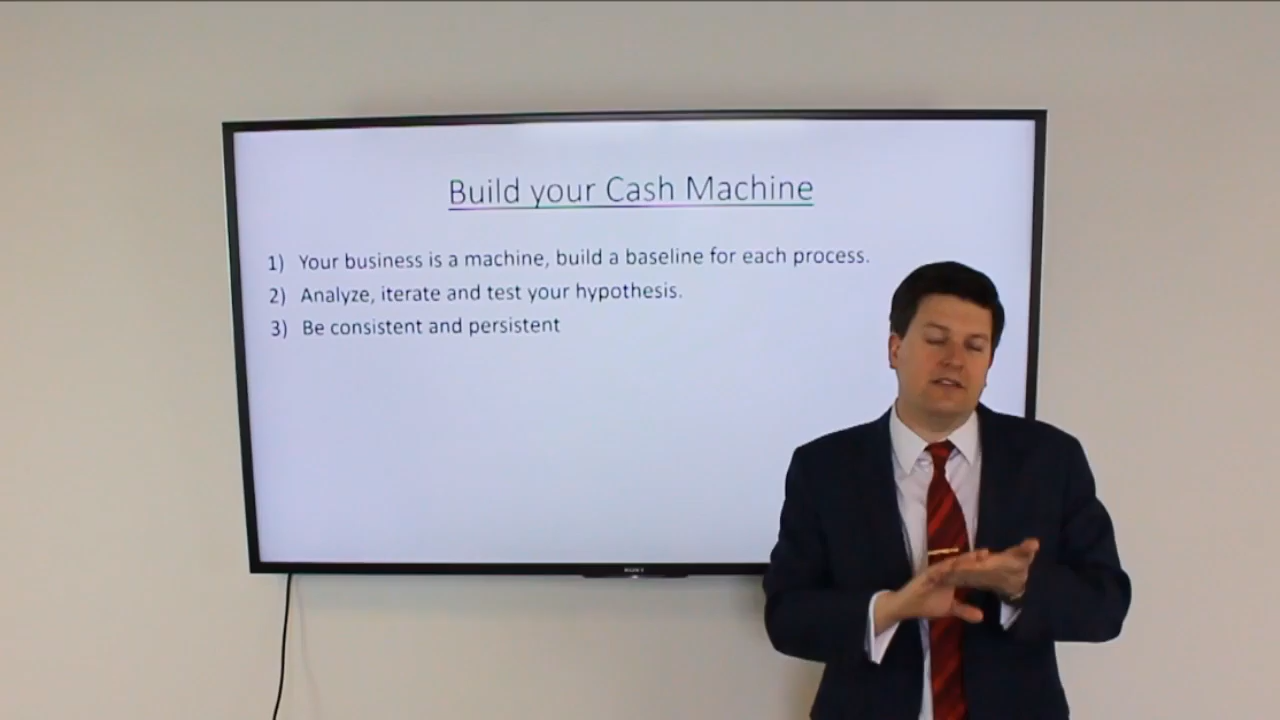 Build your Cash Machine
1) Your business is a machine, build a baseline for each process.
2) Analyze, iterate and test your hypothesis.
3) Be consistent and persistent
SONY